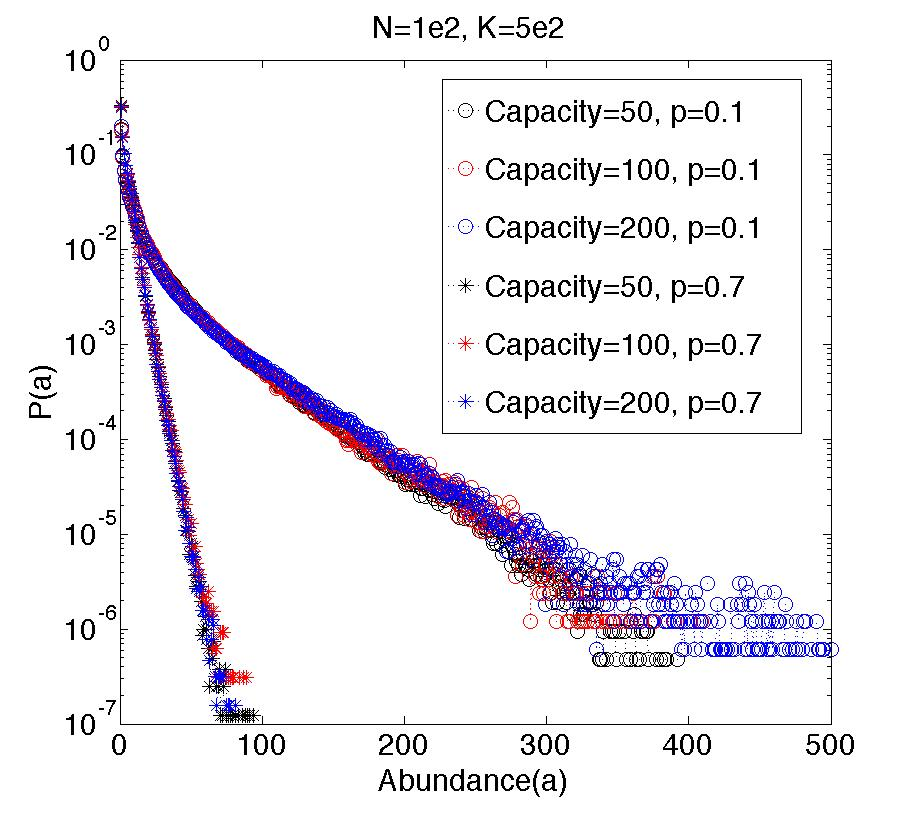 N=1e2, K=5e2
10^0
10^-1
10^-2
10^-3
10^-4
10^-5
10^-6
10^-7
P(a)
Capacity=50, p=0.1
Capacity=100, p=0.1
Capacity=200, p=0.1
Capacity=50, p=0.7
Capacity=100, p=0.7
Capacity=200, p=0.7
0 100 200 300 400 500
Abundance(a)